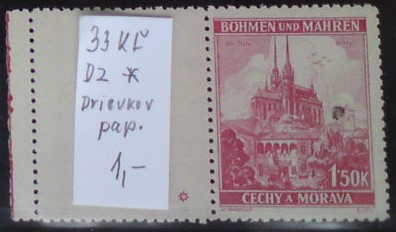 33 KL
D2 *
Drievkov
pap.
1,-
BÖHMEN UND MÄHREN
1'50K
ČECHY A MORAVA